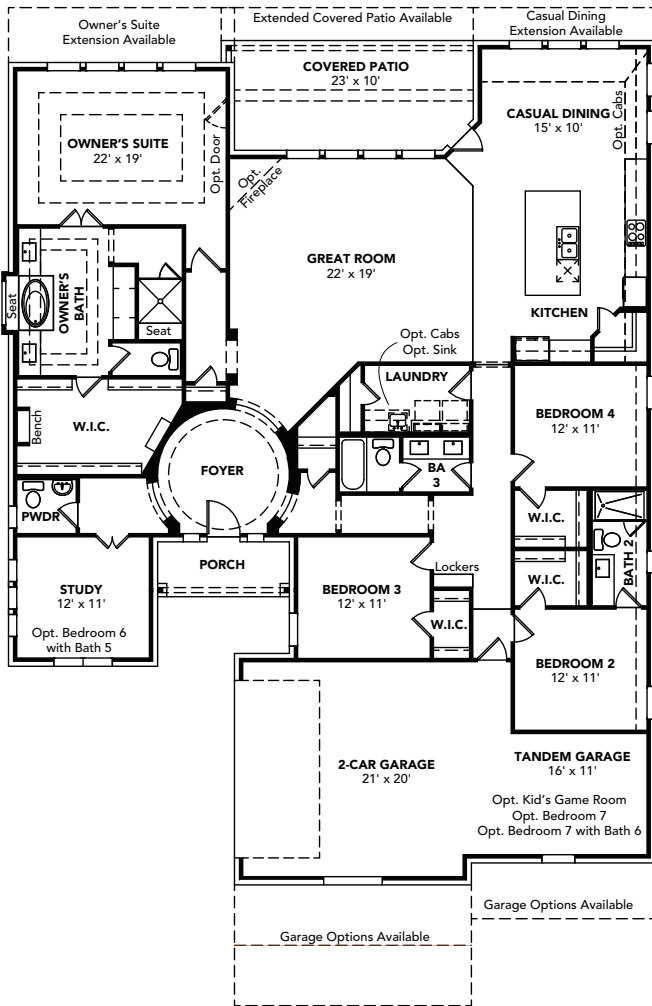 Owner's Suite
Extension Available
Extended Covered Patio Available
Casual Dining
Extension Available
COVERED PATIO
23' x 10'
OWNER'S SUITE
22' x 19'
Opt. Door
Opt.
Fireplace
CASUAL DINING
15' x 10'
Opt. Cabs
GREAT ROOM
22' x 19'
KITCHEN
OWNER'S
BATH
Seat
Seat
Opt. Cabs
Opt. Sink
LAUNDRY
BEDROOM 4
12' x 11'
W.I.C.
Bench
FOYER
BA
3
PWDR
W.I.C.
BATH 2
W.I.C.
PORCH
STUDY
12' x 11'
Opt. Bedroom 6
with Bath 5
BEDROOM 3
12' x 11'
Lockers
W.I.C.
BEDROOM 2
12' x 11'
2-CAR GARAGE
21' x 20'
TANDEM GARAGE
16' x 11'
Opt. Kid's Game Room
Opt. Bedroom 7
Opt. Bedroom 7 with Bath 6
Garage Options Available
Garage Options Available